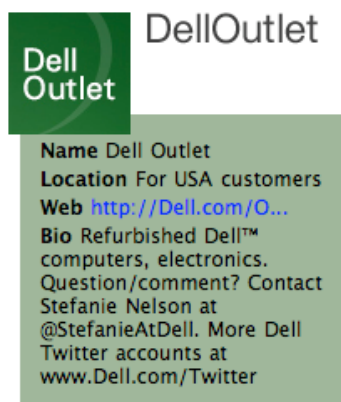 DellOutlet
Dell
Outlet
Name Dell Outlet
Location For USA customers
Web http://Dell.com/O...
Bio Refurbished Dell™
computers, electronics.
Question/comment? Contact
Stefanie Nelson at
@StefanieAtDell. More Dell
Twitter accounts at
www.Dell.com/Twitter